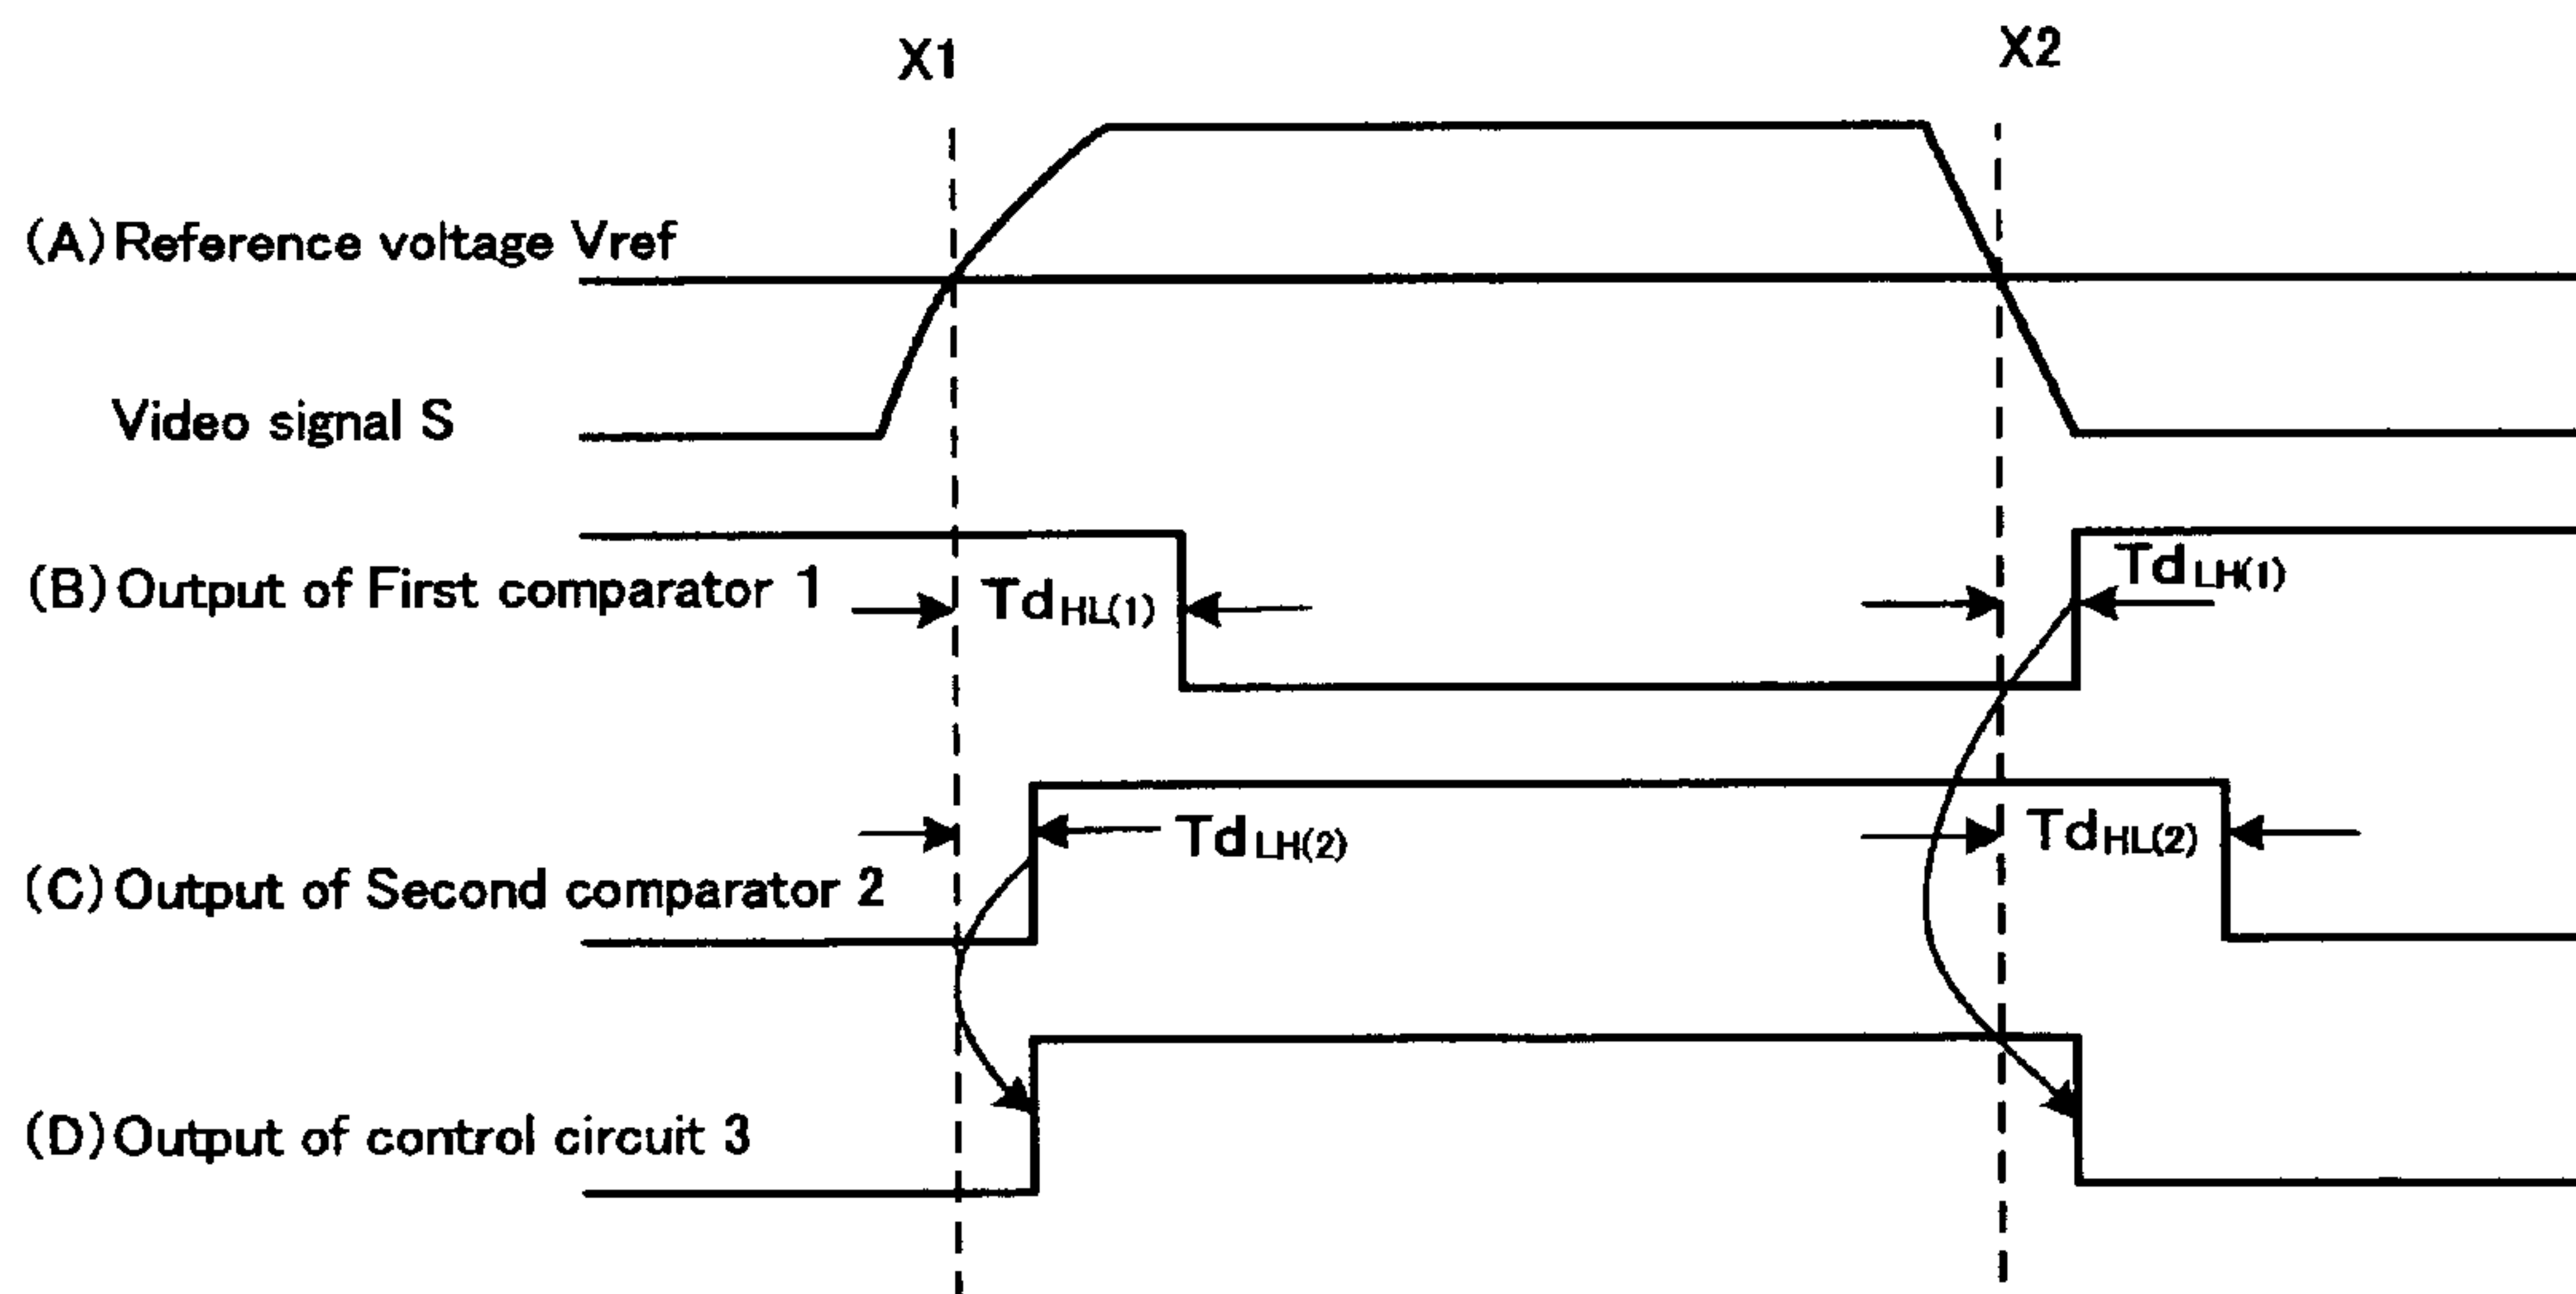 X1
X2
(A)Reference voltage Vref
Video signal S
(B)Output of First comparator 1
TdHL(1)
TdLH(1)
(C)Output of Second comparator 2
TdLH(2)
TdHL(2)
(D)Output of control circuit 3